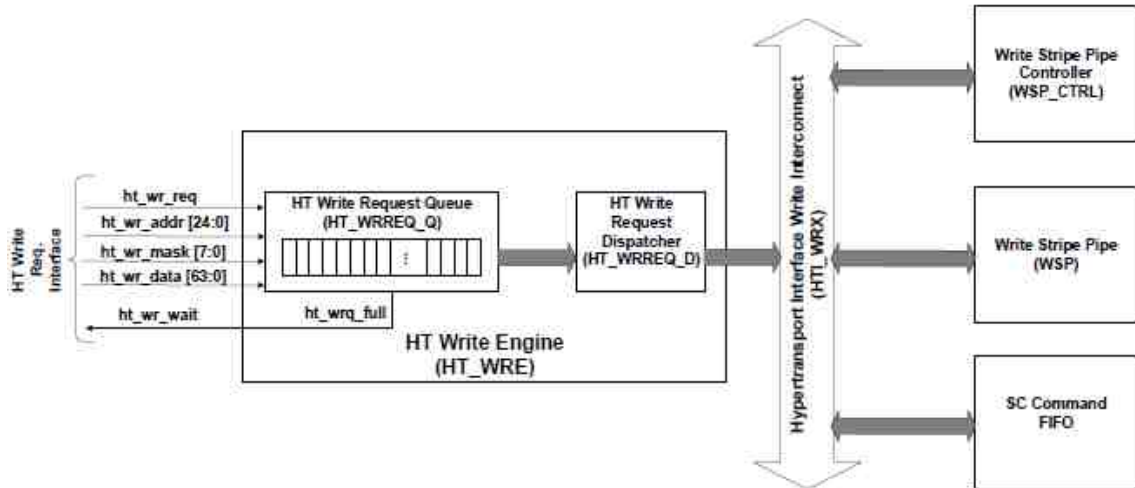 HT Write
Req.
Interface
ht_wr_req
ht_wr_addr [24:0]
ht_wr_mask [7:0]
ht_wr_data [63:0]
ht_wr_wait
HT Write Request Queue
(HT_WRREQ_Q)
ht_wrq_full
HT Write
Request
Dispatcher
(HT_WRREQ_D)
HT Write Engine
(HT_WRE)
Hypertransport Interface Write Interconnect
(HTI_WRX)
Write Stripe Pipe
Controller
(WSP_CTRL)
Write Stripe Pipe
(WSP)
SC Command
FIFO